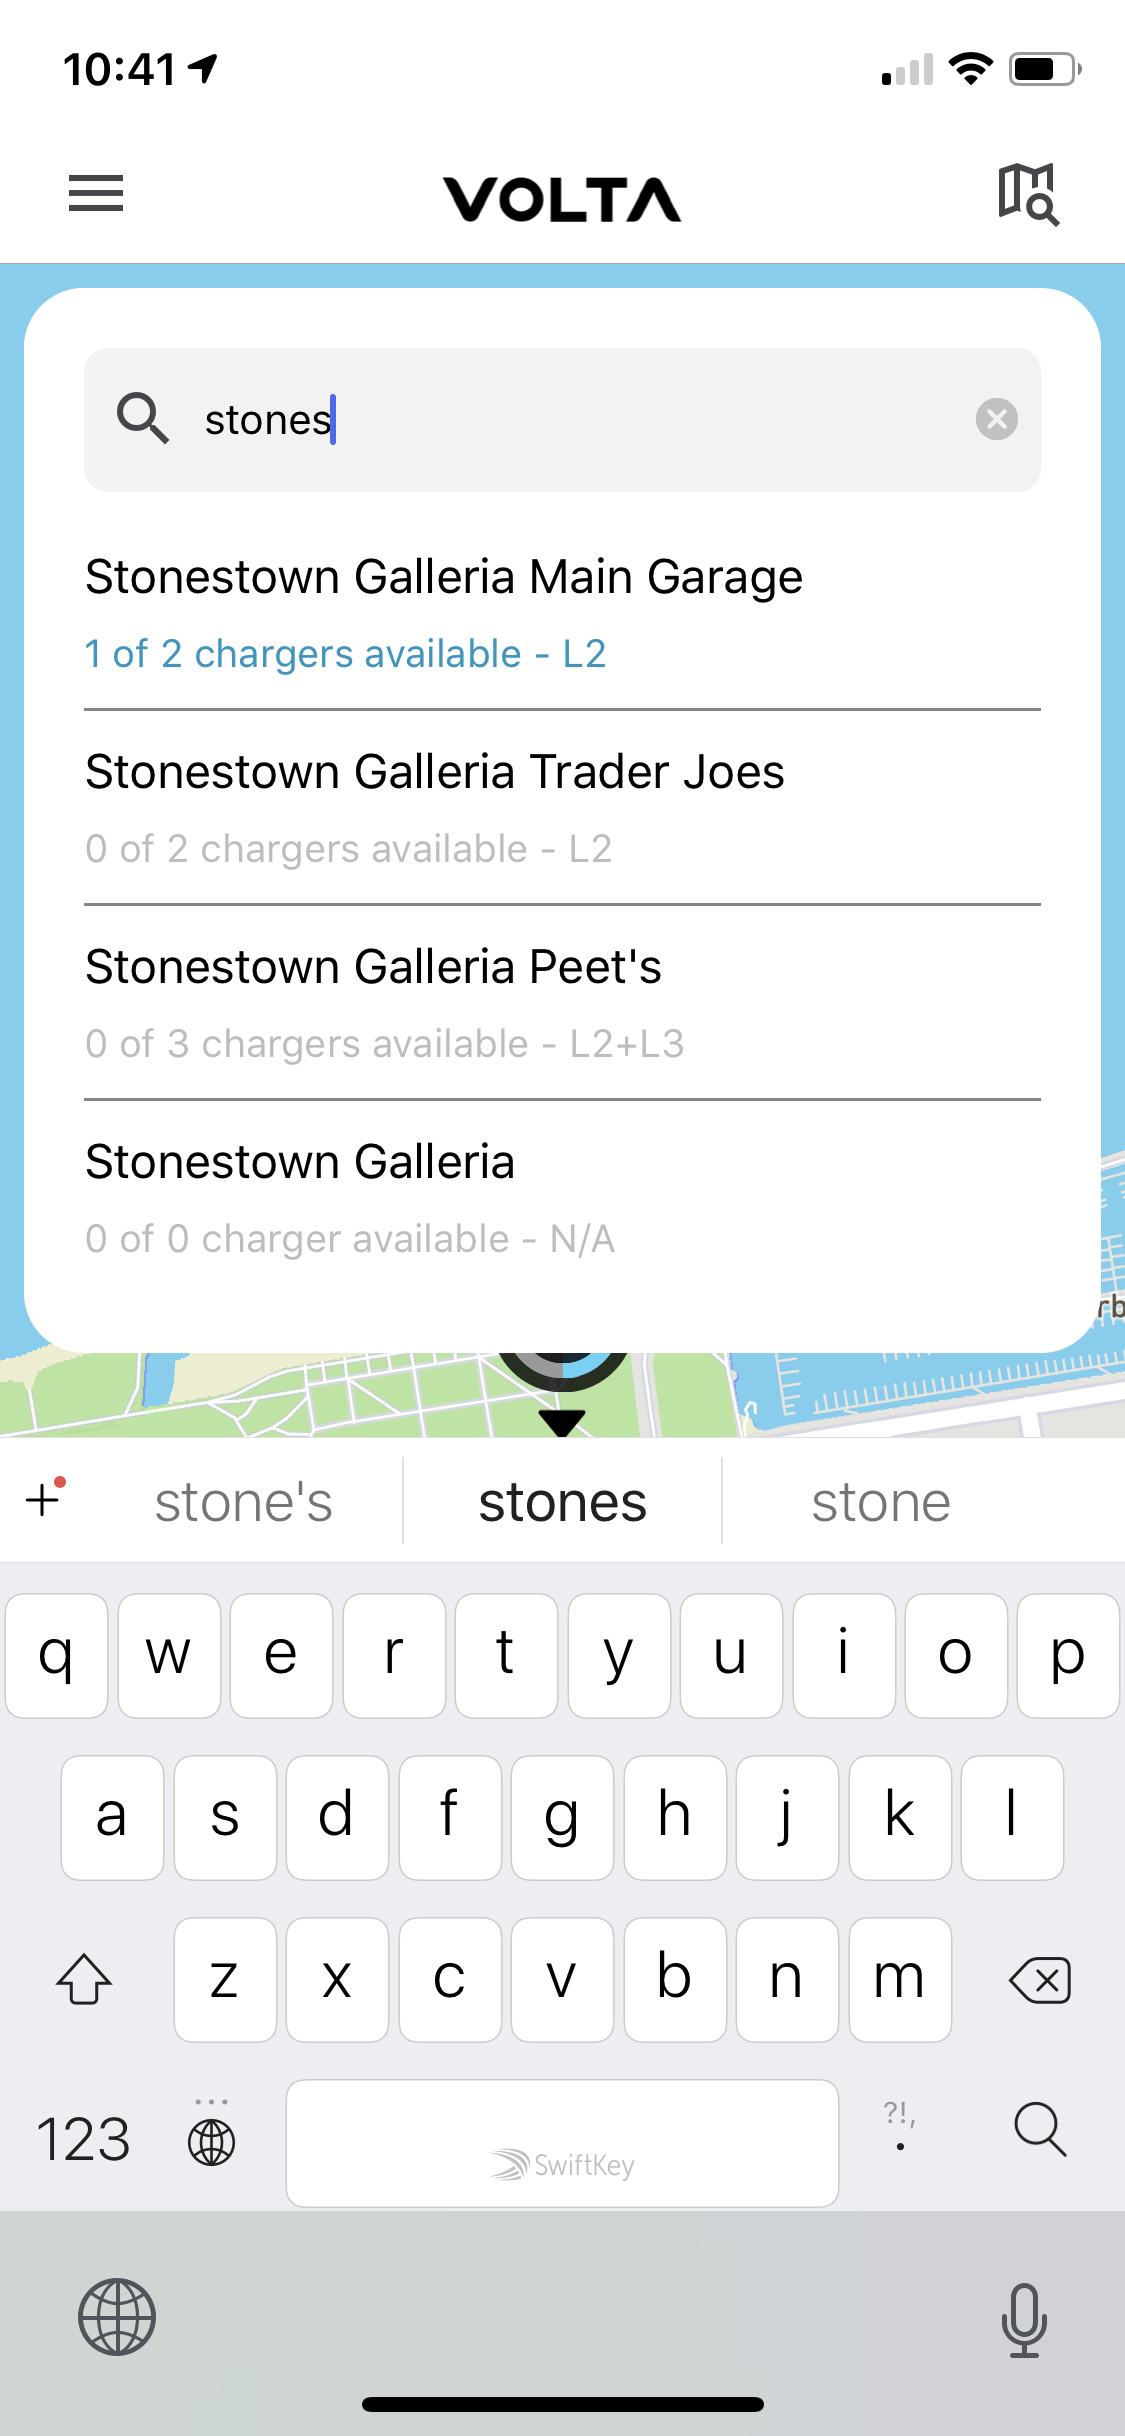 10:41
VOLTA
stones
Stonestown Galleria Main Garage
1 of 2 chargers available - L2
Stonestown Galleria Trader Joes
0 of 2 chargers available - L2
Stonestown Galleria Peet's
0 of 3 chargers available - L2+L3
Stonestown Galleria
0 of 0 charger available - N/A
rb
stone's stones stone
q w e r t y u i o p
a s d f g h j k l
z x c v b n m
123 SwiftKey ?!, .